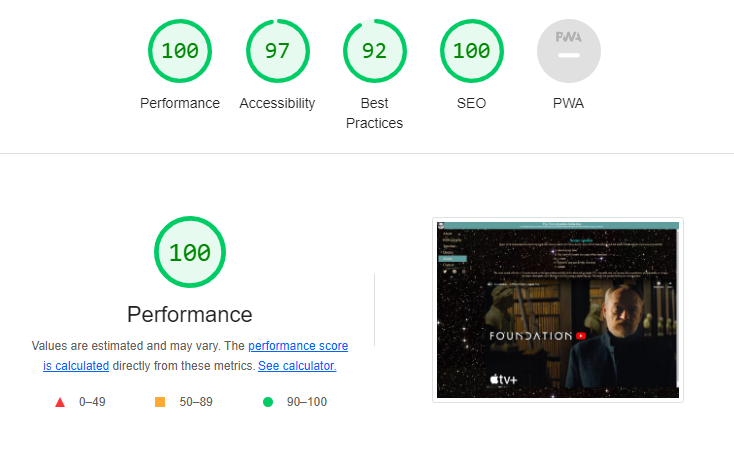 100
97
92
100
PWA
Performance
Accessibility
Best
Practices
SEO
PWA
100
Performance
Values are estimated and may vary. The performance score
is calculated directly from these metrics. See calculator.
0–49
50–89
90–100
FOUNDATION
tv+